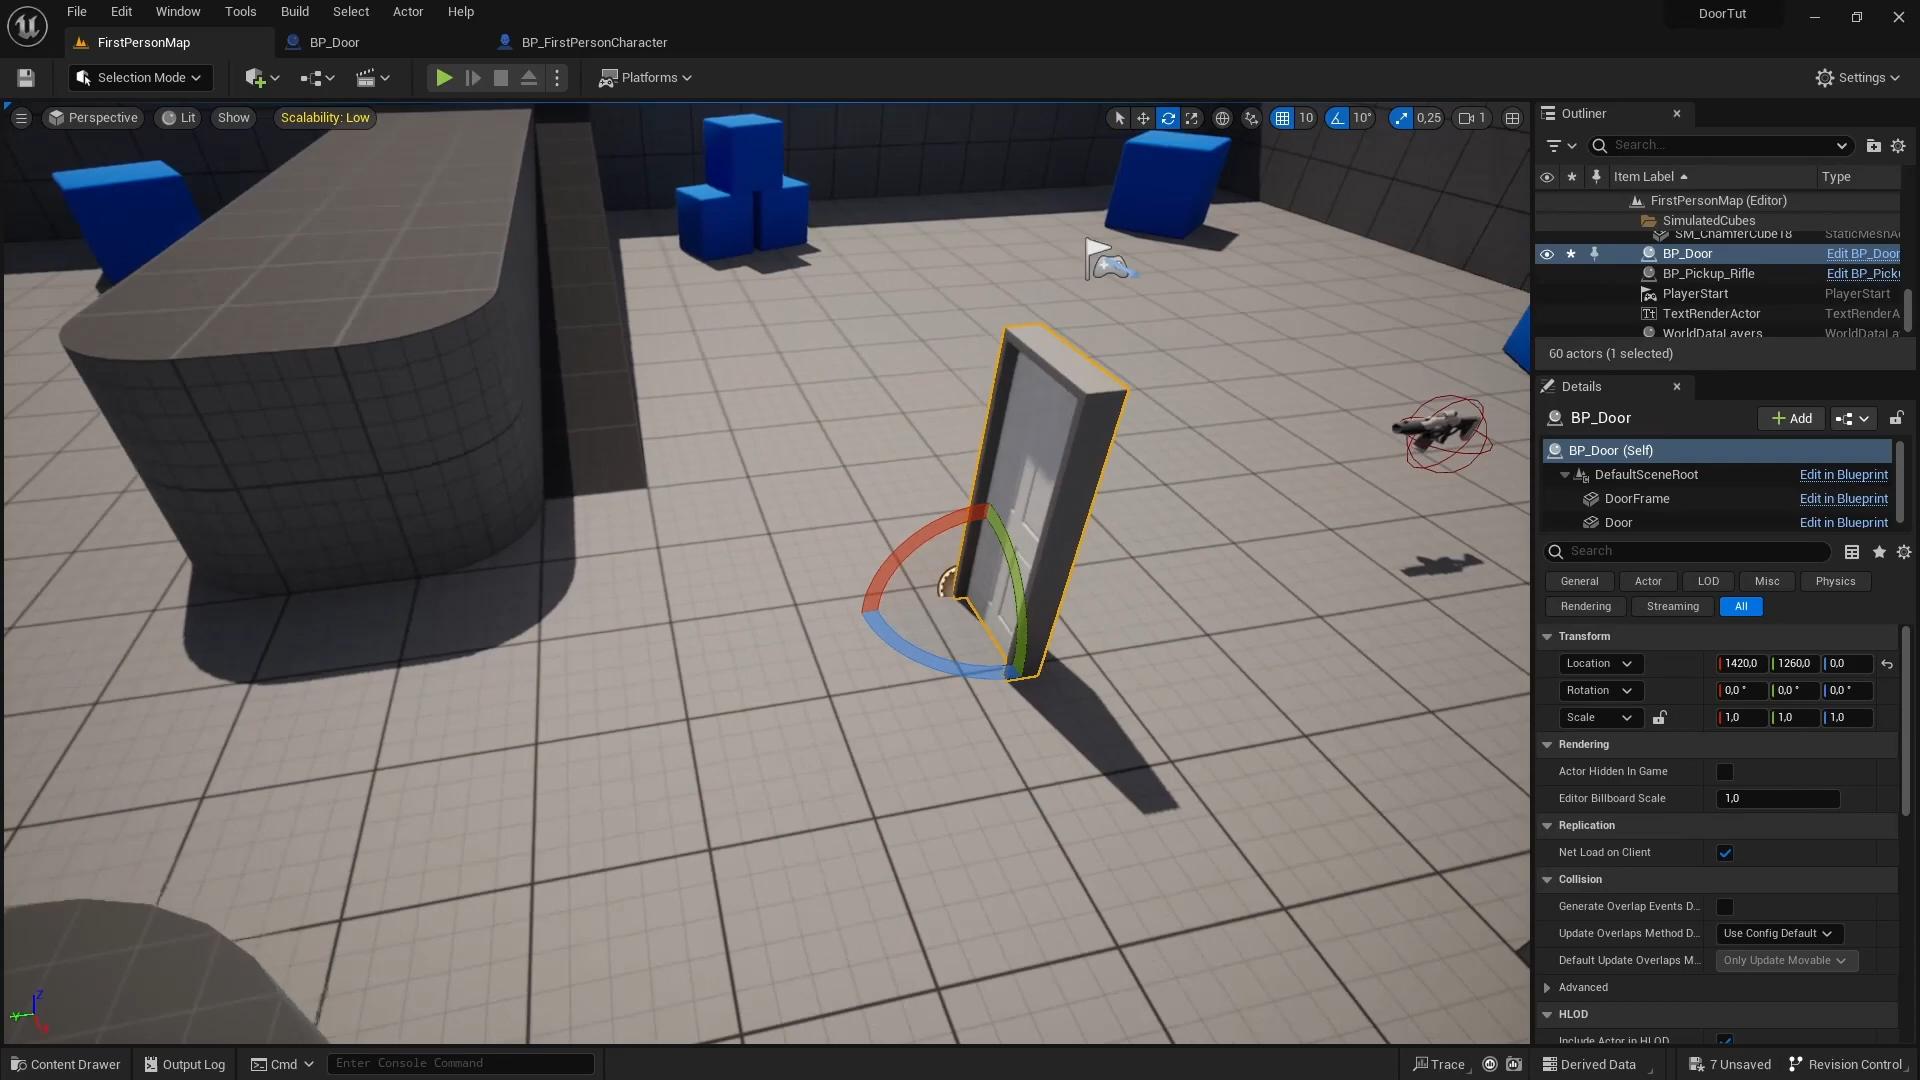 File Edit Window Tools Build Select Actor Help
DoorTut
FirstPersonMap BP_Door BP_FirstPersonCharacter
Selection Mode Platforms Settings
Perspective Lit Show Scalability: Low 10 10° 0,25 1
Outliner
Search...
Item Label Type
FirstPersonMap (Editor)
SimulatedCubes
SM_ChamferCube18 StaticMeshA
BP_Door Edit BP_Door
BP_Pickup_Rifle Edit BP_Pick
PlayerStart PlayerStart
TextRenderActor TextRenderA
WorldDataLayers WorldDataLa
60 actors (1 selected)
Details
BP_Door Add
BP_Door (Self)
DefaultSceneRoot Edit in Blueprint
DoorFrame Edit in Blueprint
Door Edit in Blueprint
Search
General Actor LOD Misc Physics
Rendering Streaming All
Transform
Location 1420,0 1260,0 0,0
Rotation 0,0 ° 0,0 ° 0,0 °
Scale 1,0 1,0 1,0
Rendering
Actor Hidden In Game
Editor Billboard Scale 1,0
Replication
Net Load on Client
Collision
Generate Overlap Events D...
Update Overlaps Method D... Use Config Default
Default Update Overlaps M... Only Update Movable
Advanced
HLOD
Include Actor in HLOD
Z
Y
X
Content Drawer Output Log Cmd Enter Console Command Trace Derived Data 7 Unsaved Revision Control